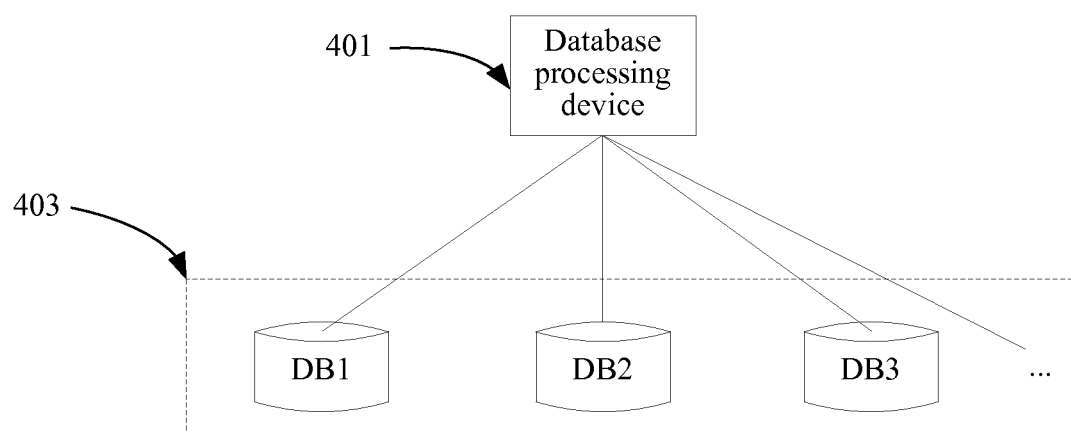 401
Database
processing
device
403
DB1
DB2
DB3
...